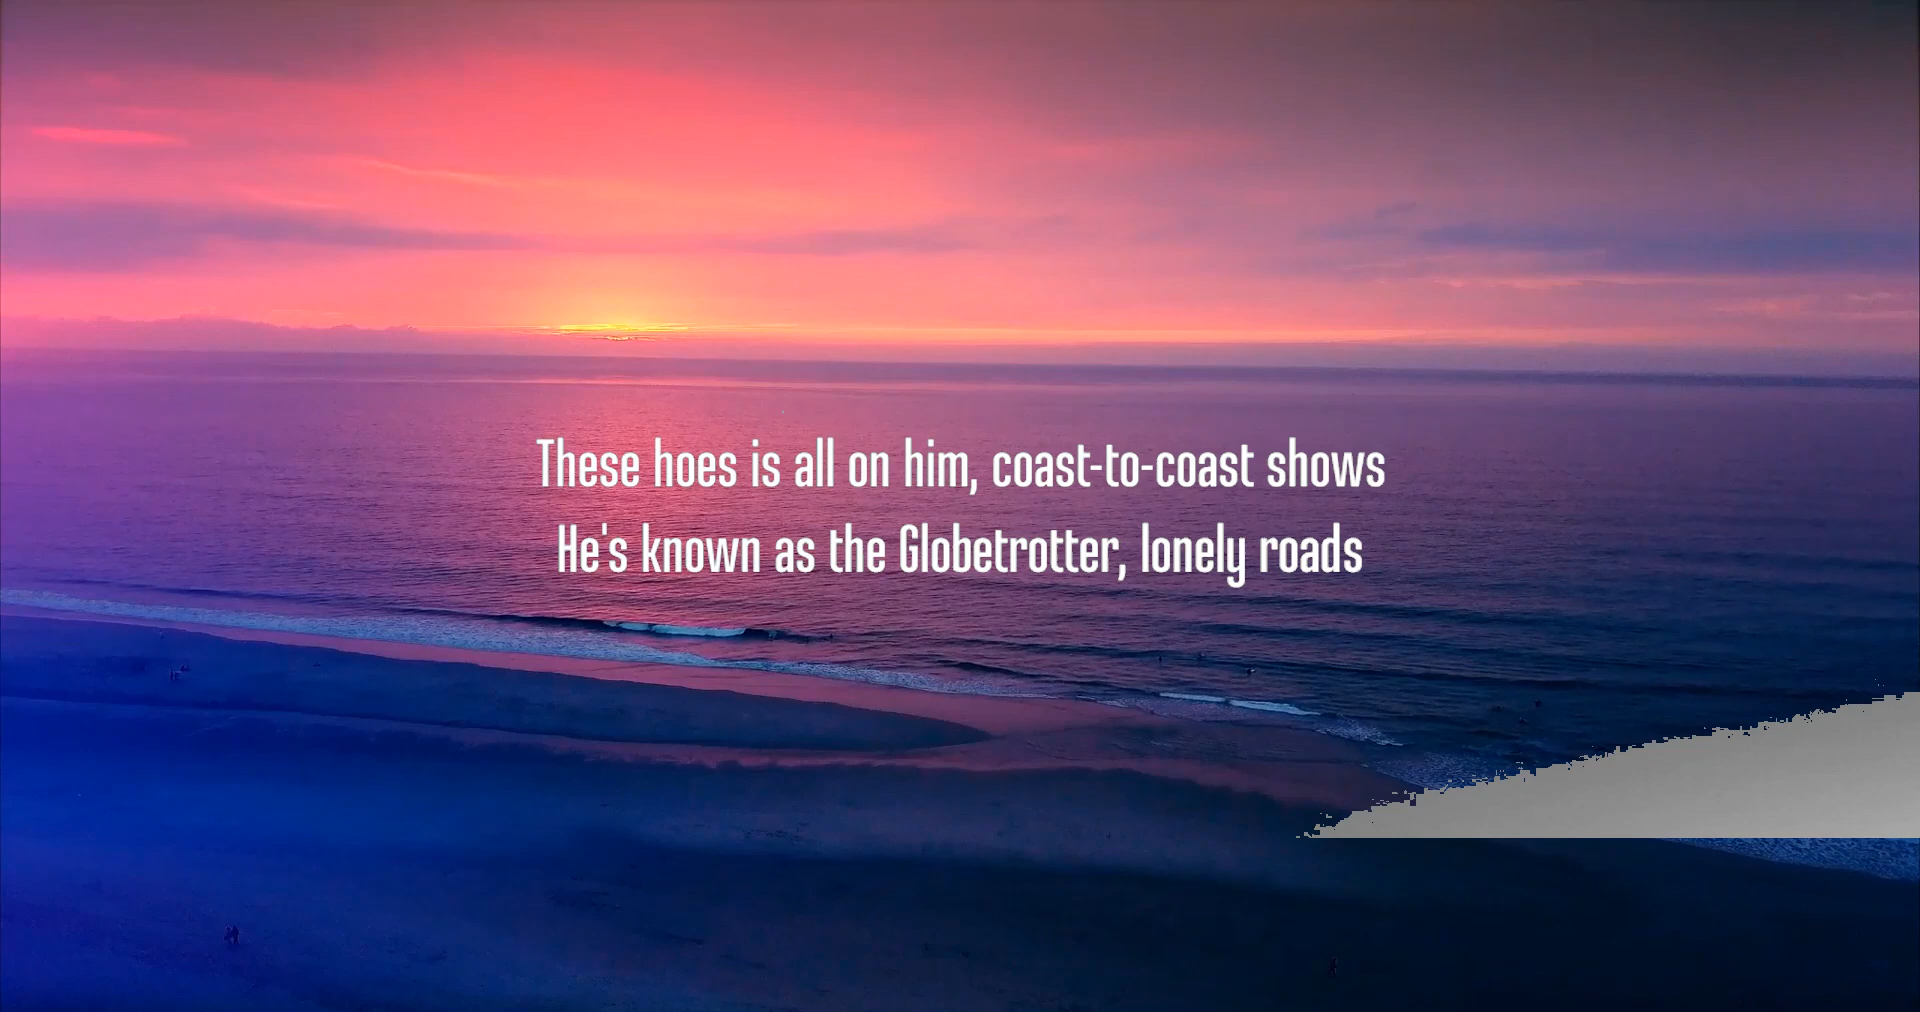 These hoes is all on him, coast-to-coast shows
He's known as the Globetrotter, lonely roads